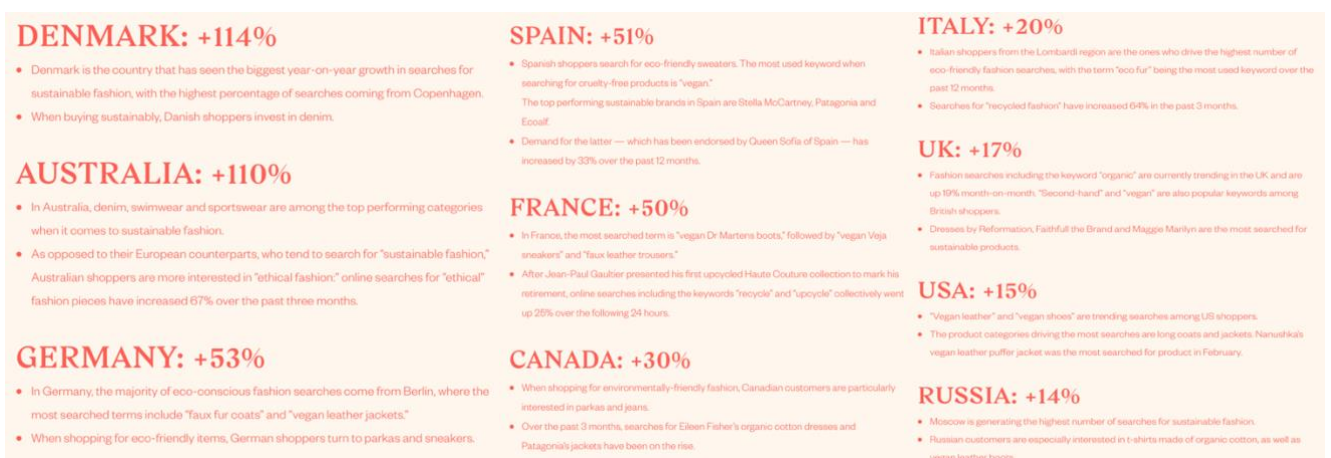 DENMARK: +114%
• Denmark is the country that has seen the biggest year-on-year growth in searches for
sustainable fashion, with the highest percentage of searches coming from Copenhagen.
• When buying sustainably, Danish shoppers invest in denim.
AUSTRALIA: +110%
• In Australia, denim, swimwear and sportswear are among the top performing categories
when it comes to sustainable fashion.
• As opposed to their European counterparts, who tend to search for "sustainable fashion,"
Australian shoppers are more interested in "ethical fashion:" online searches for "ethical"
fashion pieces have increased 67% over the past three months.
GERMANY: +53%
• In Germany, the majority of eco-conscious fashion searches come from Berlin, where the
most searched terms include "faux fur coats" and "vegan leather jackets."
• When shopping for eco-friendly items, German shoppers turn to parkas and sneakers.
SPAIN: +51%
• Spanish shoppers search for eco-friendly sweaters. The most used keyword when
searching for cruelty-free products is "vegan."
The top performing sustainable brands in Spain are Stella McCartney, Patagonia and
Ecoalf.
• Demand for the latter — which has been endorsed by Queen Sofía of Spain — has
increased by 33% over the past 12 months.
FRANCE: +50%
• In France, the most searched term is "vegan Dr Martens boots," followed by "vegan Veja
sneakers" and "faux leather trousers."
• After Jean-Paul Gaultier presented his first upcycled Haute Couture collection to mark his
retirement, online searches including the keywords "recycle" and "upcycle" collectively went
up 25% over the following 24 hours.
CANADA: +30%
• When shopping for environmentally-friendly fashion, Canadian customers are particularly
interested in parkas and jeans.
• Over the past 3 months, searches for Eileen Fisher's organic cotton dresses and
Patagonia's jackets have been on the rise.
ITALY: +20%
• Italian shoppers from the Lombardi region are the ones who drive the highest number of
eco-friendly fashion searches, with the term "eco fur" being the most used keyword over the
past 12 months.
• Searches for "recycled fashion" have increased 64% in the past 3 months.
UK: +17%
• Fashion searches including the keyword "organic" are currently trending in the UK and are
up 19% month-on-month. "Second-hand" and "vegan" are also popular keywords among
British shoppers.
• Dresses by Reformation, Faithfull the Brand and Maggie Marilyn are the most searched for
sustainable products.
USA: +15%
• "Vegan leather" and "vegan shoes" are trending searches among US shoppers.
• The product categories driving the most searches are long coats and jackets. Nanushka's
vegan leather puffer jacket was the most searched for product in February.
RUSSIA: +14%
• Moscow is generating the highest number of searches for sustainable fashion.
• Russian customers are especially interested in t-shirts made of organic cotton, as well as
vegan leather boots.